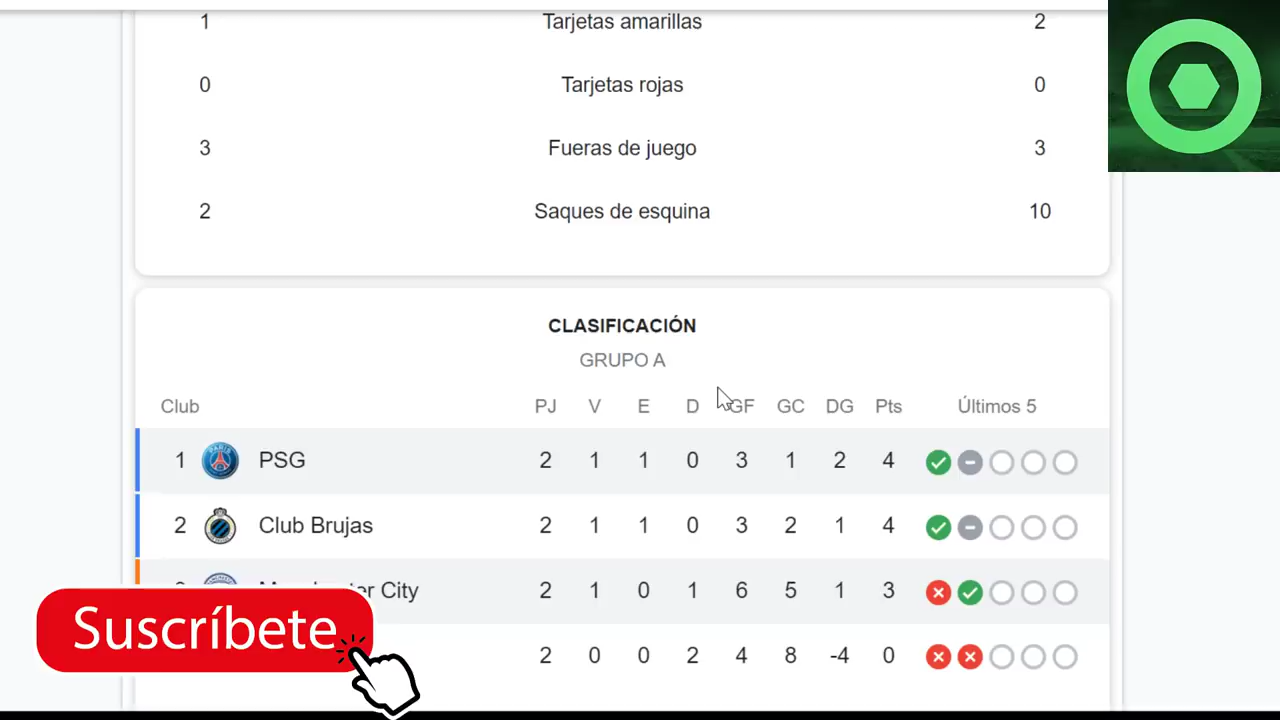 1 Tarjetas amarillas 2
0 Tarjetas rojas 0
3 Fueras de juego 3
2 Saques de esquina 10
CLASIFICACIÓN
GRUPO A
Club PJ V E D GF GC DG Pts Últimos 5
1 PSG 2 1 1 0 3 1 2 4
2 Club Brujas 2 1 1 0 3 2 1 4
City 2 1 0 1 6 5 1 3
2 0 0 2 4 8 -4 0
Suscríbete